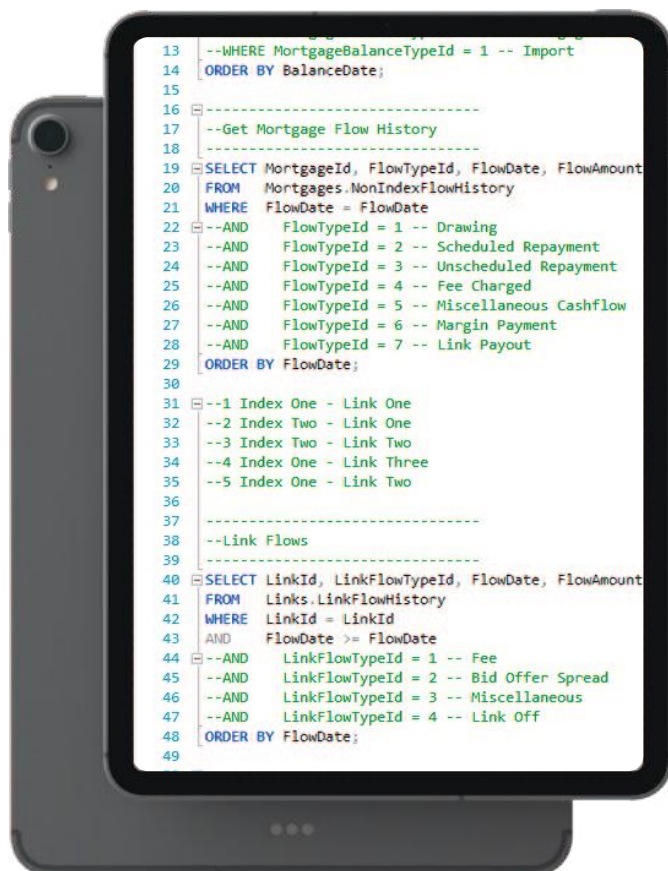 13 --WHERE MortgageBalanceTypeId = 1 -- Import
14 ORDER BY BalanceDate;
15
16 --------------------------------
17 --Get Mortgage Flow History
18 --------------------------------
19 SELECT MortgageId, FlowTypeId, FlowDate, FlowAmount
20 FROM Mortgages.NonIndexFlowHistory
21 WHERE FlowDate = FlowDate
22 --AND FlowTypeId = 1 -- Drawing
23 --AND FlowTypeId = 2 -- Scheduled Repayment
24 --AND FlowTypeId = 3 -- Unscheduled Repayment
25 --AND FlowTypeId = 4 -- Fee Charged
26 --AND FlowTypeId = 5 -- Miscellaneous Cashflow
27 --AND FlowTypeId = 6 -- Margin Payment
28 --AND FlowTypeId = 7 -- Link Payout
29 ORDER BY FlowDate;
30
31 --1 Index One - Link One
32 --2 Index Two - Link One
33 --3 Index Two - Link Two
34 --4 Index One - Link Three
35 --5 Index One - Link Two
36
37 --------------------------------
38 --Link Flows
39 --------------------------------
40 SELECT LinkId, LinkFlowTypeId, FlowDate, FlowAmount
41 FROM Links.LinkFlowHistory
42 WHERE LinkId = LinkId
43 AND FlowDate >= FlowDate
44 --AND LinkFlowTypeId = 1 -- Fee
45 --AND LinkFlowTypeId = 2 -- Bid Offer Spread
46 --AND LinkFlowTypeId = 3 -- Miscellaneous
47 --AND LinkFlowTypeId = 4 -- Link Off
48 ORDER BY FlowDate;
49